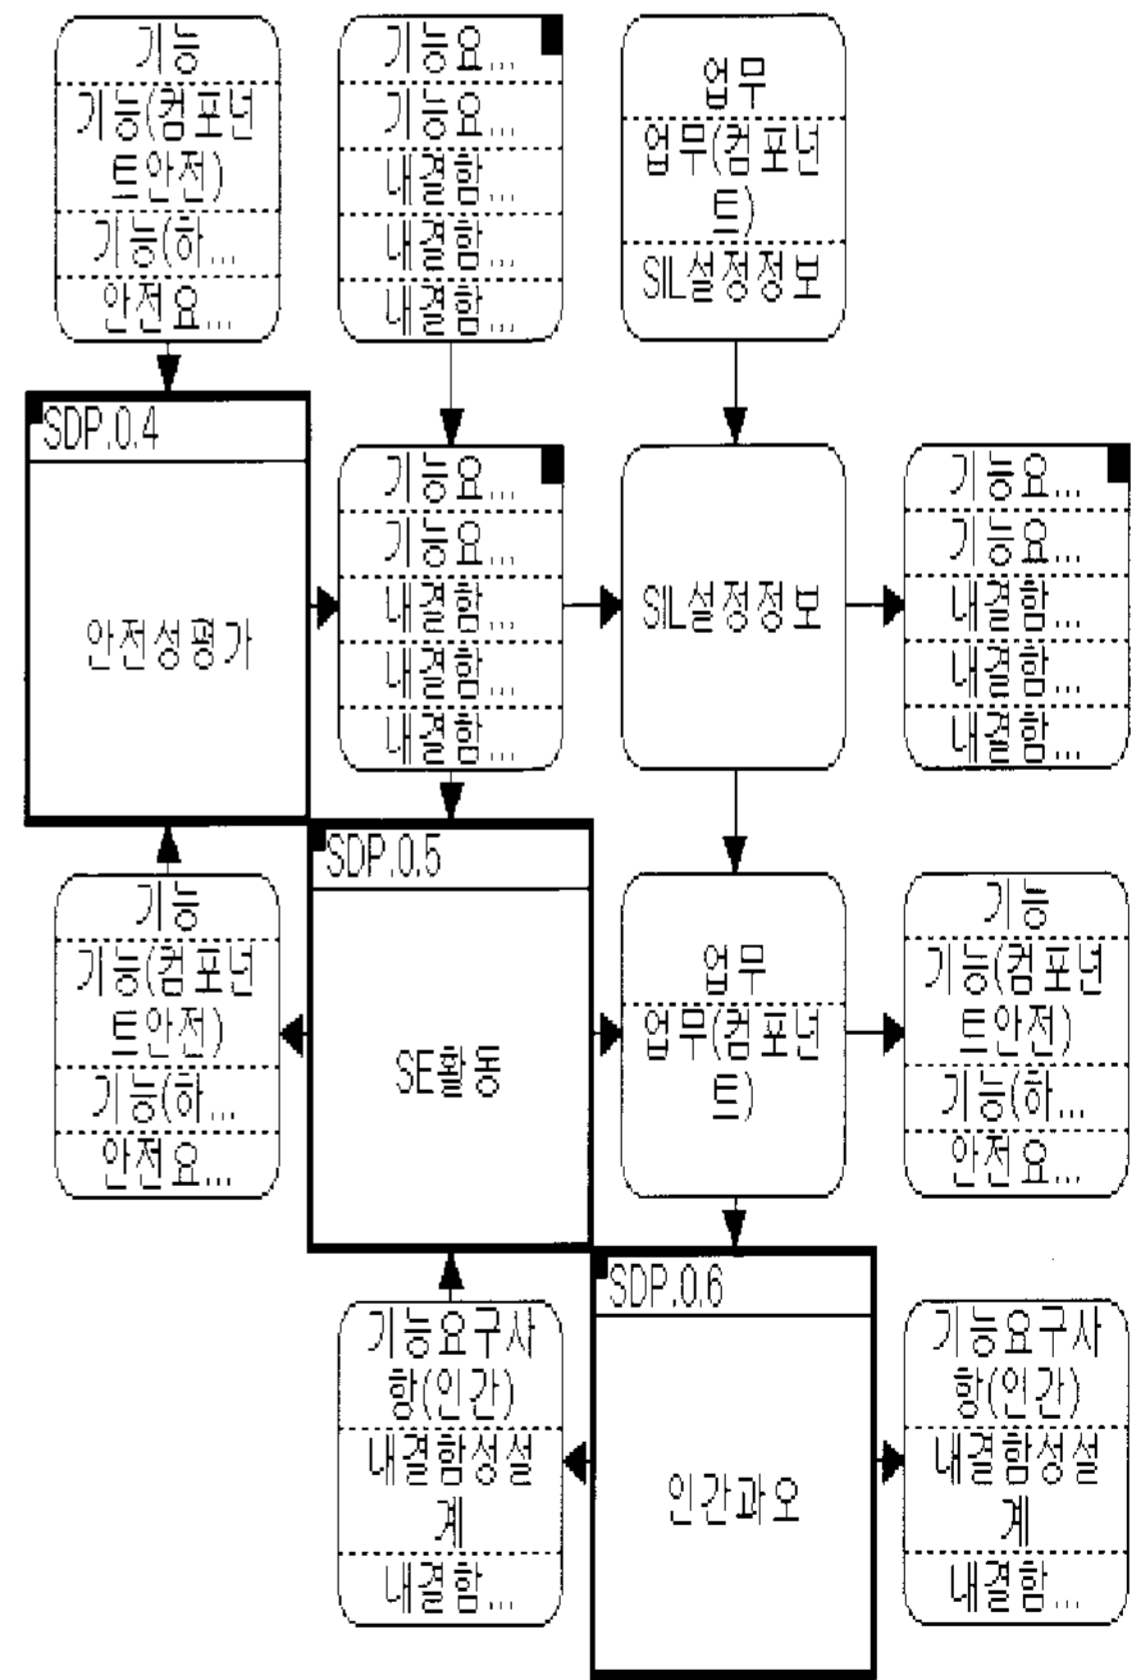 기능
기능(컴포넌
트안전)
기능(하...
안전요...
기능요...
기능요...
내결함...
내결함...
내결함...
업무
업무(컴포넌
트)
SIL설정정보
SDP.0.4
안전성평가
기능요...
기능요...
내결함...
내결함...
내결함...
SIL설정정보
기능요...
기능요...
내결함...
내결함...
내결함...
기능
기능(컴포넌
트안전)
기능(하...
안전요...
SDP.0.5
SE활동
업무
업무(컴포넌
트)
기능
기능(컴포넌
트안전)
기능(하...
안전요...
기능요구사
항(인간)
내결함성설
계
내결함...
SDP.0.6
인간과오
기능요구사
항(인간)
내결함성설
계
내결함...